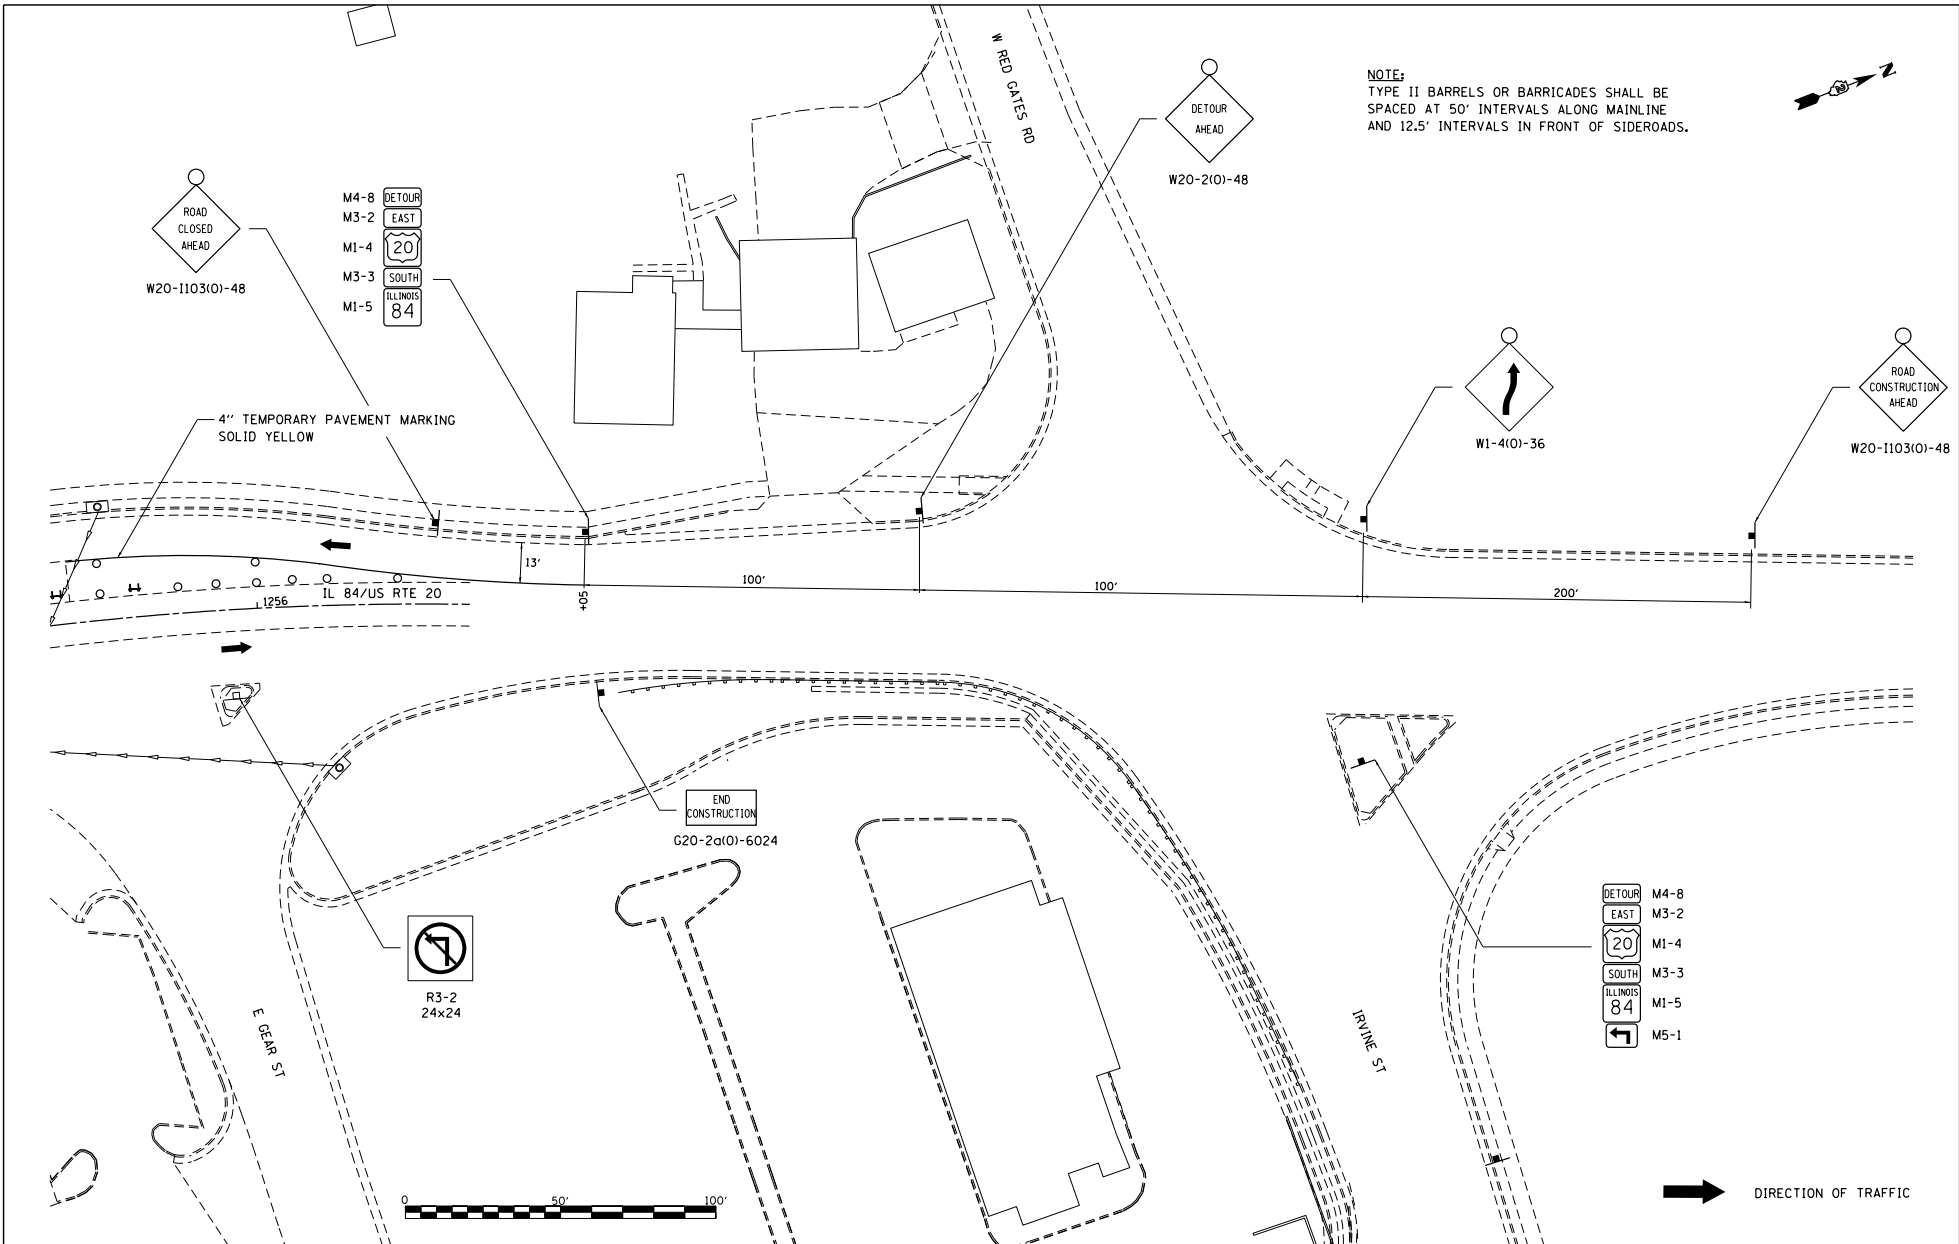 W RED GATES RD
DETOUR
AHEAD
W20-2(O)-48
NOTE:
TYPE II BARRELS OR BARRICADES SHALL BE
SPACED AT 50' INTERVALS ALONG MAINLINE
AND 12.5' INTERVALS IN FRONT OF SIDEROADS.
N
ROAD
CLOSED
AHEAD
W20-I103(O)-48
M4-8 DETOUR
M3-2 EAST
M1-4 20
M3-3 SOUTH
M1-5 ILLINOIS
84
4'' TEMPORARY PAVEMENT MARKING
SOLID YELLOW
W1-4(O)-36
ROAD
CONSTRUCTION
AHEAD
W20-I103(O)-48
13'
100'
100'
200'
+05
1256
IL 84/US RTE 20
END
CONSTRUCTION
G20-2a(O)-6024
R3-2
24x24
E GEAR ST
IRVINE ST
DETOUR M4-8
EAST M3-2
20 M1-4
SOUTH M3-3
ILLINOIS
84 M1-5
M5-1
0 50' 100'
DIRECTION OF TRAFFIC